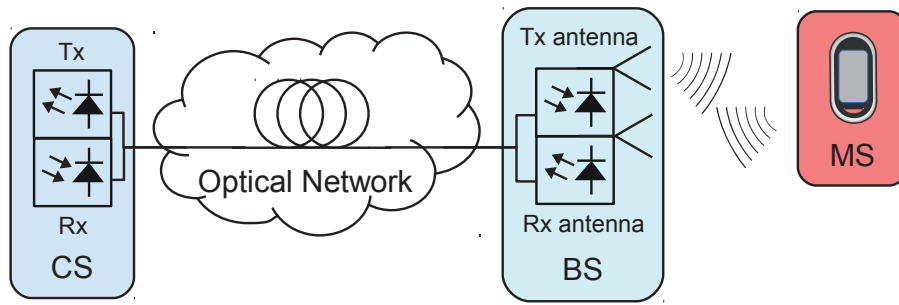 Tx
Rx
CS
Optical Network
Tx antenna
Rx antenna
BS
MS